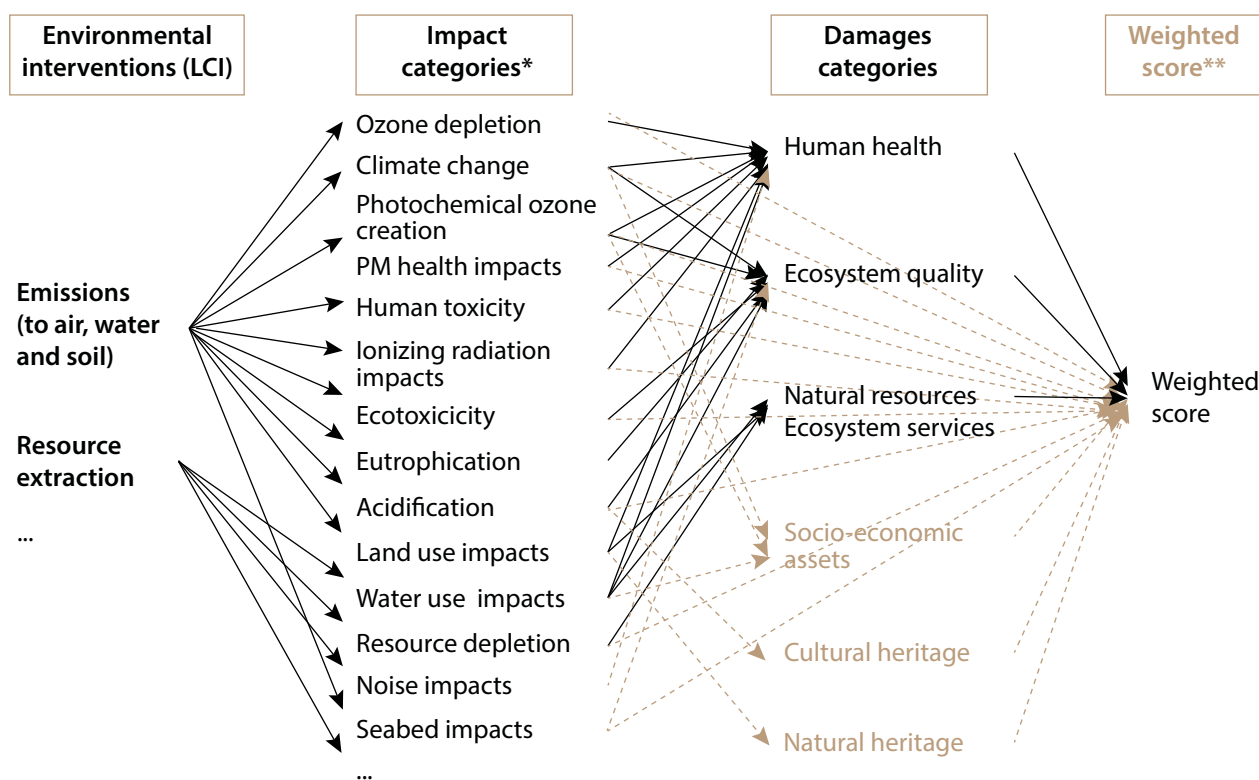 Environmental
interventions (LCI)
Impact
categories*
Damages
categories
Weighted
score**
Emissions
(to air, water
and soil)
Resource
extraction
...
Ozone depletion
Climate change
Photochemical ozone
creation
PM health impacts
Human toxicity
Ionizing radiation
impacts
Ecotoxicicity
Eutrophication
Acidification
Land use impacts
Water use impacts
Resource depletion
Noise impacts
Seabed impacts
...
Human health
Ecosystem quality
Natural resources
Ecosystem services
Socio-economic
assets
Cultural heritage
Natural heritage
Weighted
score